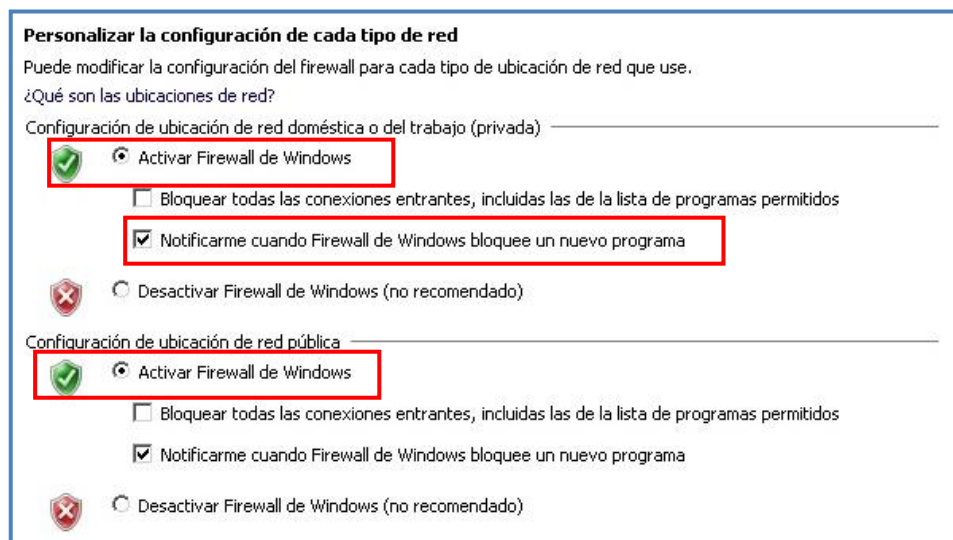 Personalizar la configuración de cada tipo de red
Puede modificar la configuración del firewall para cada tipo de ubicación de red que use.
¿Qué son las ubicaciones de red?
Configuración de ubicación de red doméstica o del trabajo (privada)
Activar Firewall de Windows
Bloquear todas las conexiones entrantes, incluidas las de la lista de programas permitidos
Notificarme cuando Firewall de Windows bloquee un nuevo programa
Desactivar Firewall de Windows (no recomendado)
Configuración de ubicación de red pública
Activar Firewall de Windows
Bloquear todas las conexiones entrantes, incluidas las de la lista de programas permitidos
Notificarme cuando Firewall de Windows bloquee un nuevo programa
Desactivar Firewall de Windows (no recomendado)